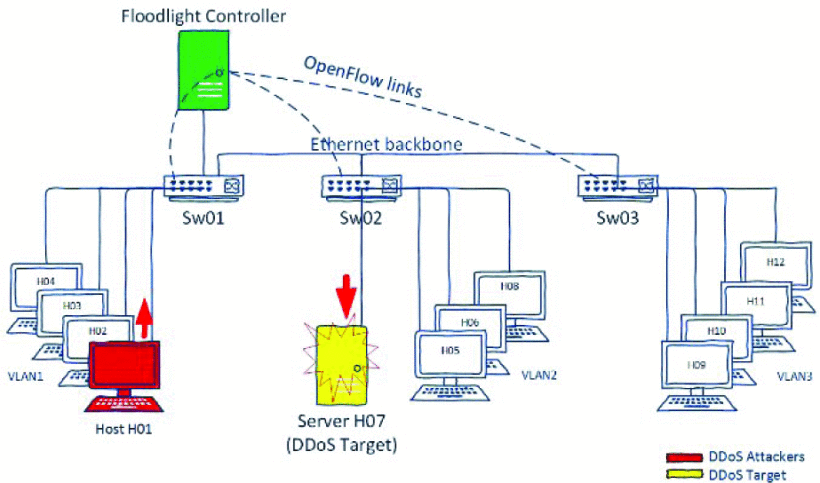 Floodlight Controller
OpenFlow links
Ethernet backbone
Sw01
Sw02
Sw03
H04
H03
H02
VLAN1
Host H01
Server H07
(DDoS Target)
H08
H06
H05
VLAN2
H12
H11
H10
H09
VLAN3
DDoS Attackers
DDoS Target